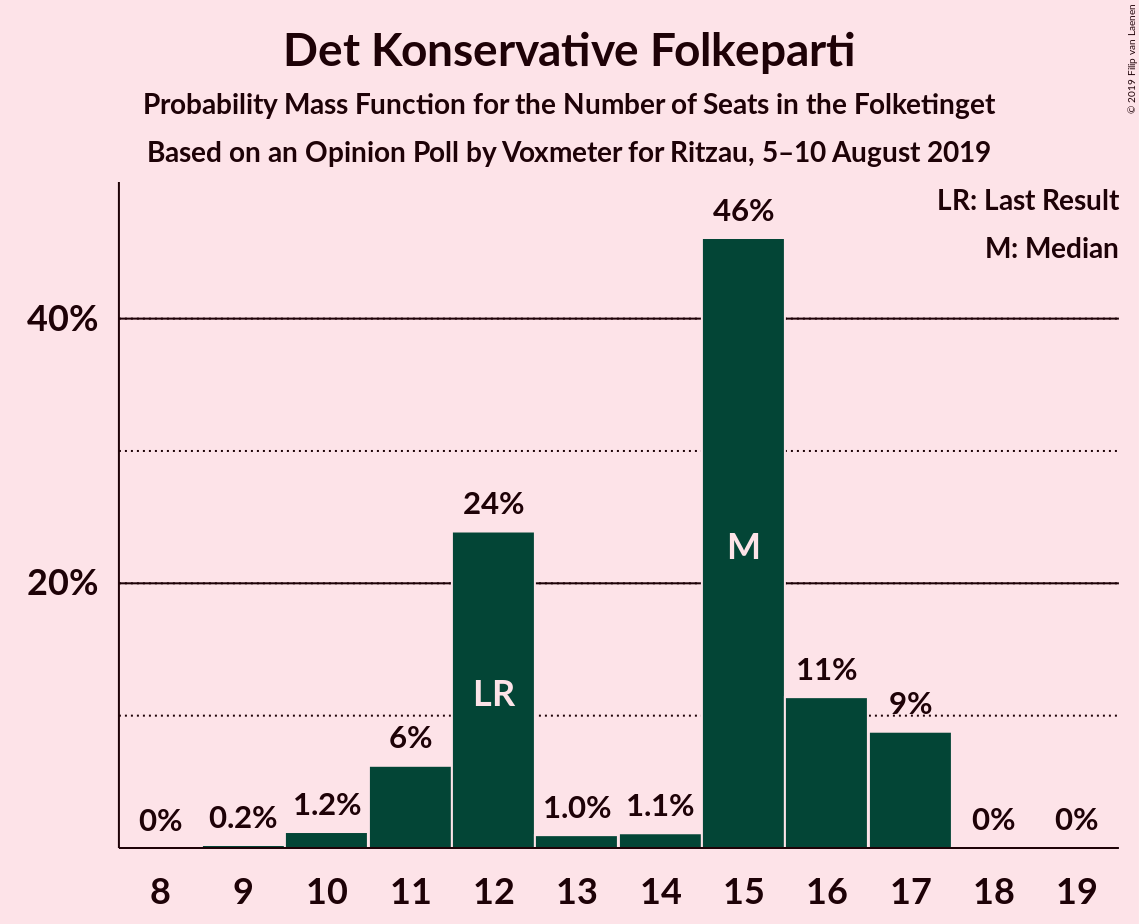 Det Konservative Folkeparti
Probability Mass Function for the Number of Seats in the Folketinget
Based on an Opinion Poll by Voxmeter for Ritzau, 5–10 August 2019
© 2019 Filip van Laenen
LR: Last Result
M: Median
40%
20%
0%
0.2%
1.2%
6%
24%
1.0%
1.1%
46%
11%
9%
0%
0%
LR
M
8 9 10 11 12 13 14 15 16 17 18 19